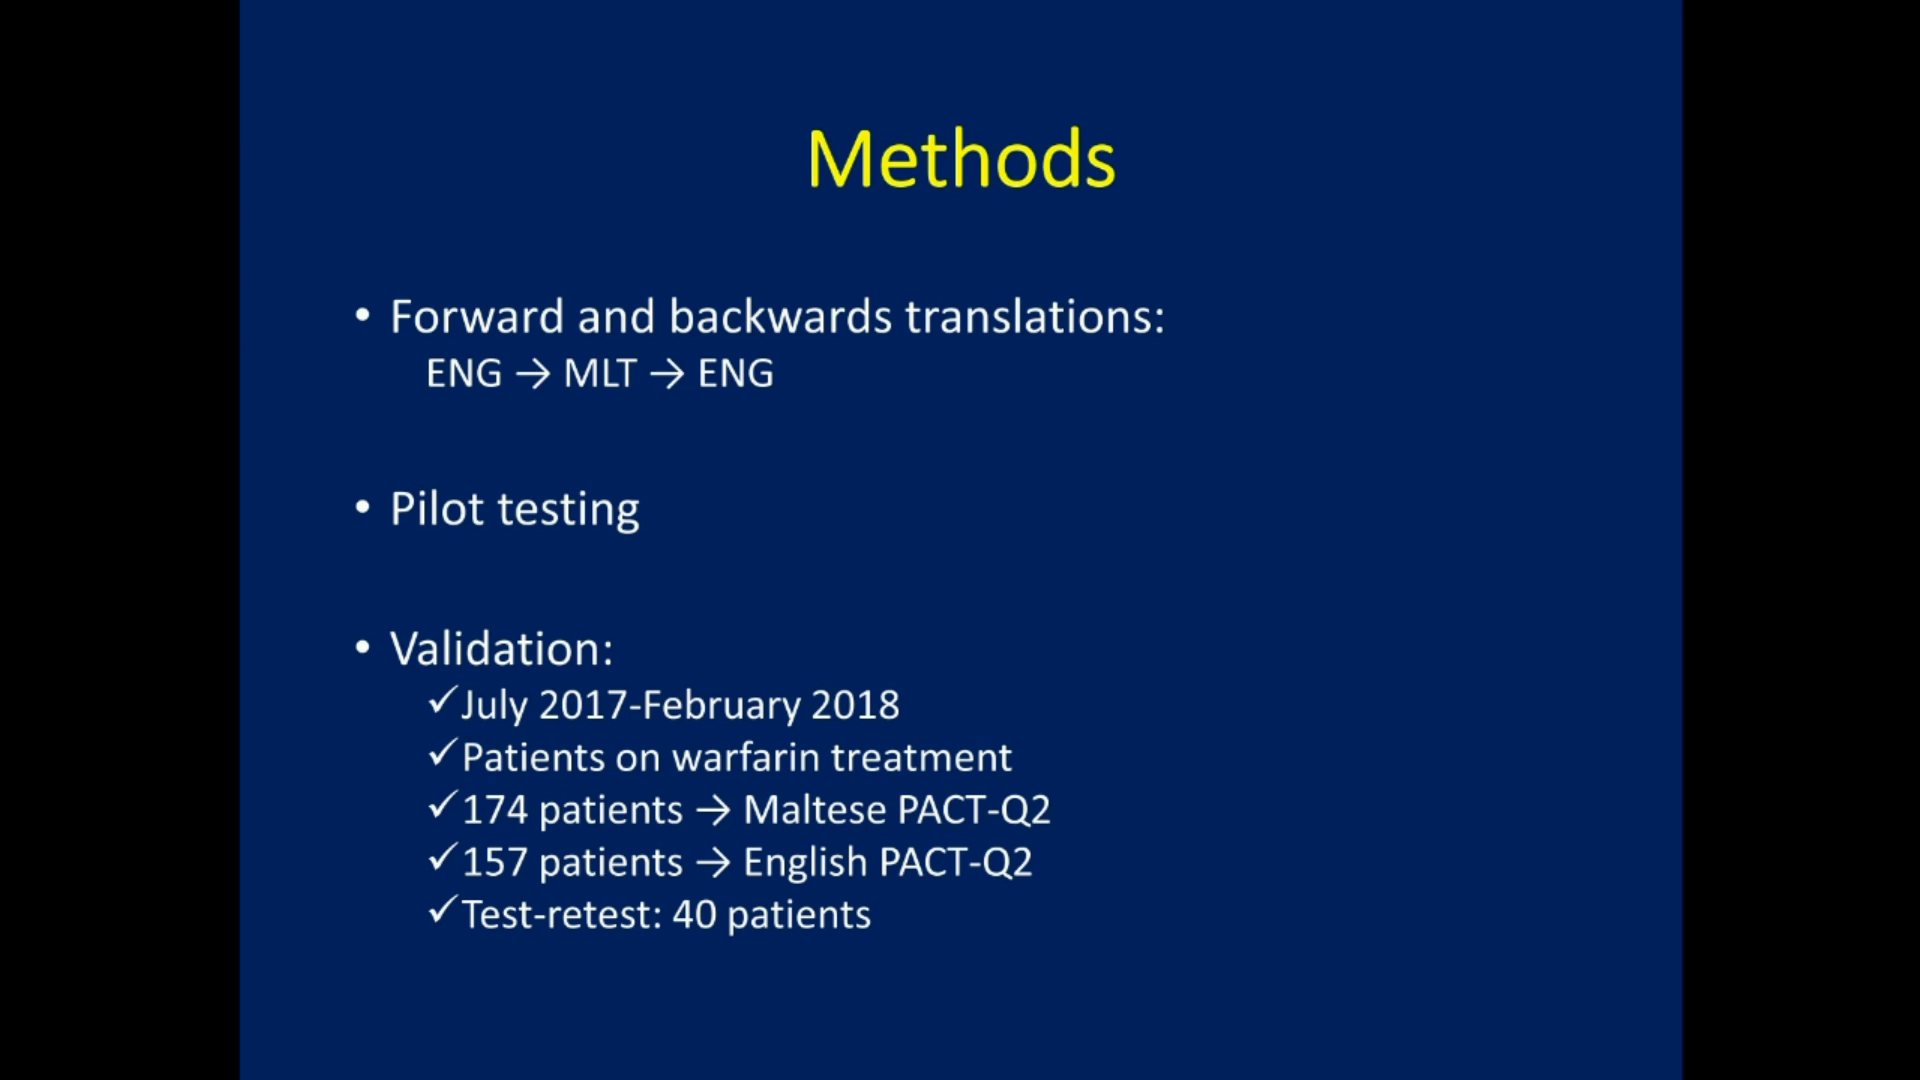 Methods
• Forward and backwards translations:
ENG → MLT → ENG
• Pilot testing
• Validation:
✓July 2017-February 2018
✓Patients on warfarin treatment
✓174 patients → Maltese PACT-Q2
✓157 patients → English PACT-Q2
✓Test-retest: 40 patients